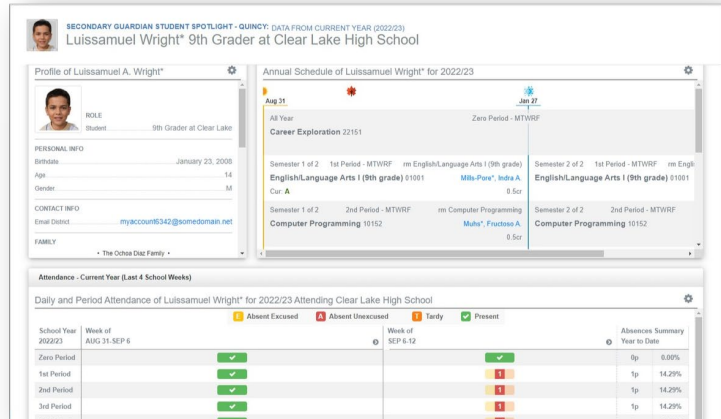 SECONDARY GUARDIAN STUDENT SPOTLIGHT - QUINCY: DATA FROM CURRENT YEAR (2022/23)
Luissamuel Wright* 9th Grader at Clear Lake High School
Profile of Luissamuel A. Wright*
ROLE
Student 9th Grader at Clear Lake
PERSONAL INFO
Birthdate January 23, 2008
Age 14
Gender M
CONTACT INFO
Email District myaccount6342@somedomain.net
FAMILY
• The Ochsa Diaz Family •
Annual Schedule of Luissamuel Wright* for 2022/23
Aug 31 Jan 27
All Year Zero Period - MTWRF
Career Exploration 22151
Semester 1 of 2 1st Period - MTWRF rm English/Language Arts I (9th grade)
English/Language Arts I (9th grade) 01001 Mills-Pore*, Indra A.
Cur: A 0.5cr
Semester 2 of 2 1st Period - MTWRF rm Engli
English/Language Arts I (9th grade) 01001
Semester 1 of 2 2nd Period - MTWRF rm Computer Programming
Computer Programming 10152 Muhs*, Fructoso A.
0.5cr
Semester 2 of 2 2nd Period - MTWRF
Computer Programming 10152
Attendance - Current Year (Last 4 School Weeks)
Daily and Period Attendance of Luissamuel Wright* for 2022/23 Attending Clear Lake High School
E Absent Excused A Absent Unexcused T Tardy Present
School Year Week of Week of Absences Summary
2022/23 AUG 31-SEP 6 SEP 6-12 Year to Date
Zero Period 0p 0.00%
1st Period 1 1p 14.29%
2nd Period 1 1p 14.29%
3rd Period 1 1p 14.29%